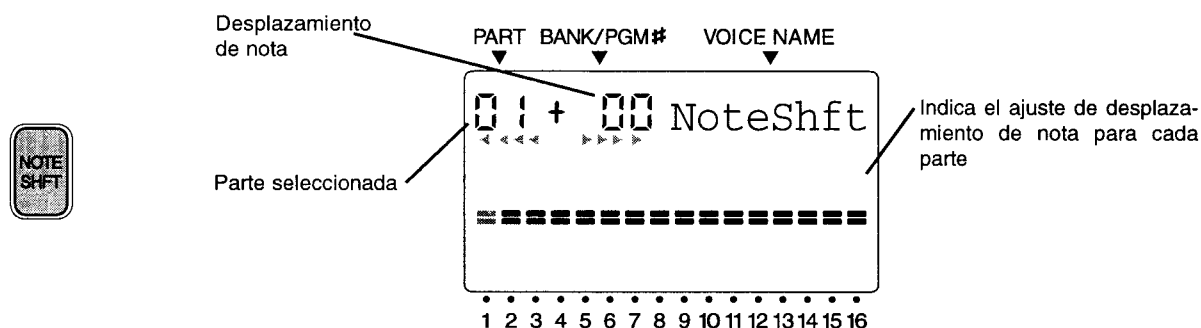 Desplazamiento
de nota
PART BANK/PGM# VOICE NAME
01 + 00 NoteShft
Indica el ajuste de desplaza-
miento de nota para cada
parte
NOTE
SHFT
Parte seleccionada
1 2 3 4 5 6 7 8 9 10 11 12 13 14 15 16